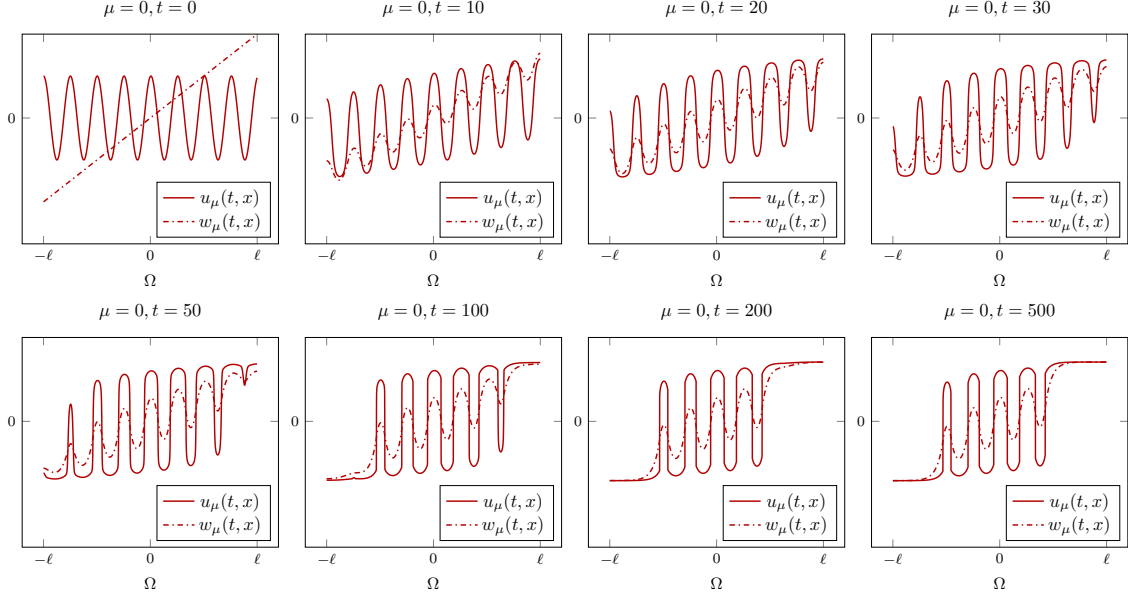 μ = 0, t = 0
0
u_μ(t, x)
w_μ(t, x)
−ℓ 0 ℓ
Ω
μ = 0, t = 10
0
u_μ(t, x)
w_μ(t, x)
−ℓ 0 ℓ
Ω
μ = 0, t = 20
0
u_μ(t, x)
w_μ(t, x)
−ℓ 0 ℓ
Ω
μ = 0, t = 30
0
u_μ(t, x)
w_μ(t, x)
−ℓ 0 ℓ
Ω
μ = 0, t = 50
0
u_μ(t, x)
w_μ(t, x)
−ℓ 0 ℓ
Ω
μ = 0, t = 100
0
u_μ(t, x)
w_μ(t, x)
−ℓ 0 ℓ
Ω
μ = 0, t = 200
0
u_μ(t, x)
w_μ(t, x)
−ℓ 0 ℓ
Ω
μ = 0, t = 500
0
u_μ(t, x)
w_μ(t, x)
−ℓ 0 ℓ
Ω